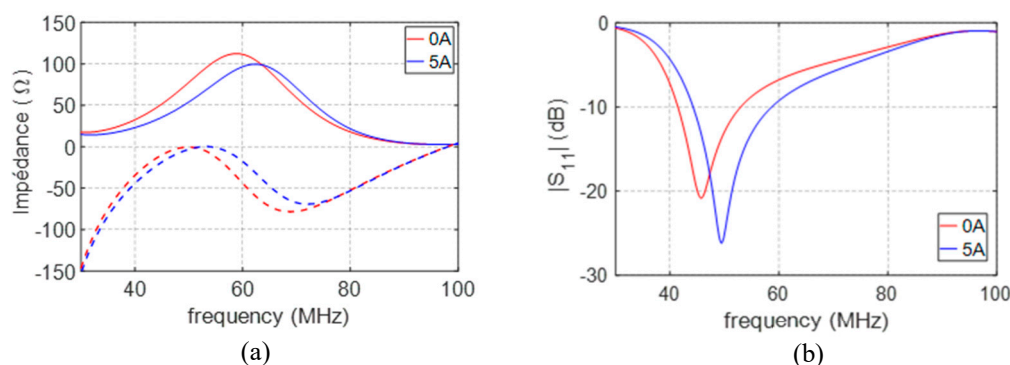 150
100
50
0
-50
-100
-150
Impédance (Ω)
40
60
80
100
frequency (MHz)
0A
5A
(a)
0
-10
-20
-30
|S11| (dB)
40
60
80
100
frequency (MHz)
0A
5A
(b)